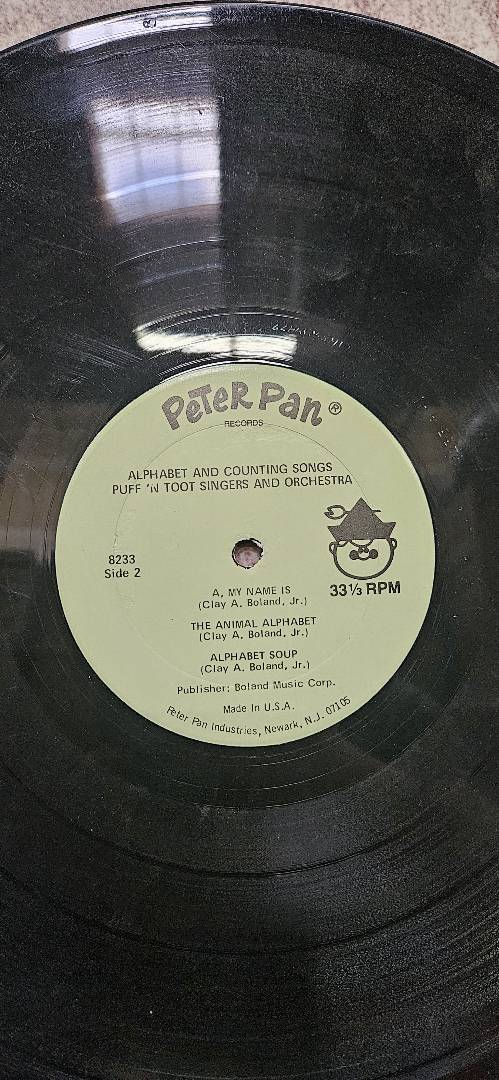 PETER PAN ®
RECORDS
ALPHABET AND COUNTING SONGS
PUFF 'N TOOT SINGERS AND ORCHESTRA
8233
Side 2
33⅓ RPM
A, MY NAME IS
(Clay A. Boland, Jr.)
THE ANIMAL ALPHABET
(Clay A. Boland, Jr.)
ALPHABET SOUP
(Clay A. Boland, Jr.)
Publisher: Boland Music Corp.
Made In U.S.A.
Peter Pan Industries, Newark, N.J. 07105